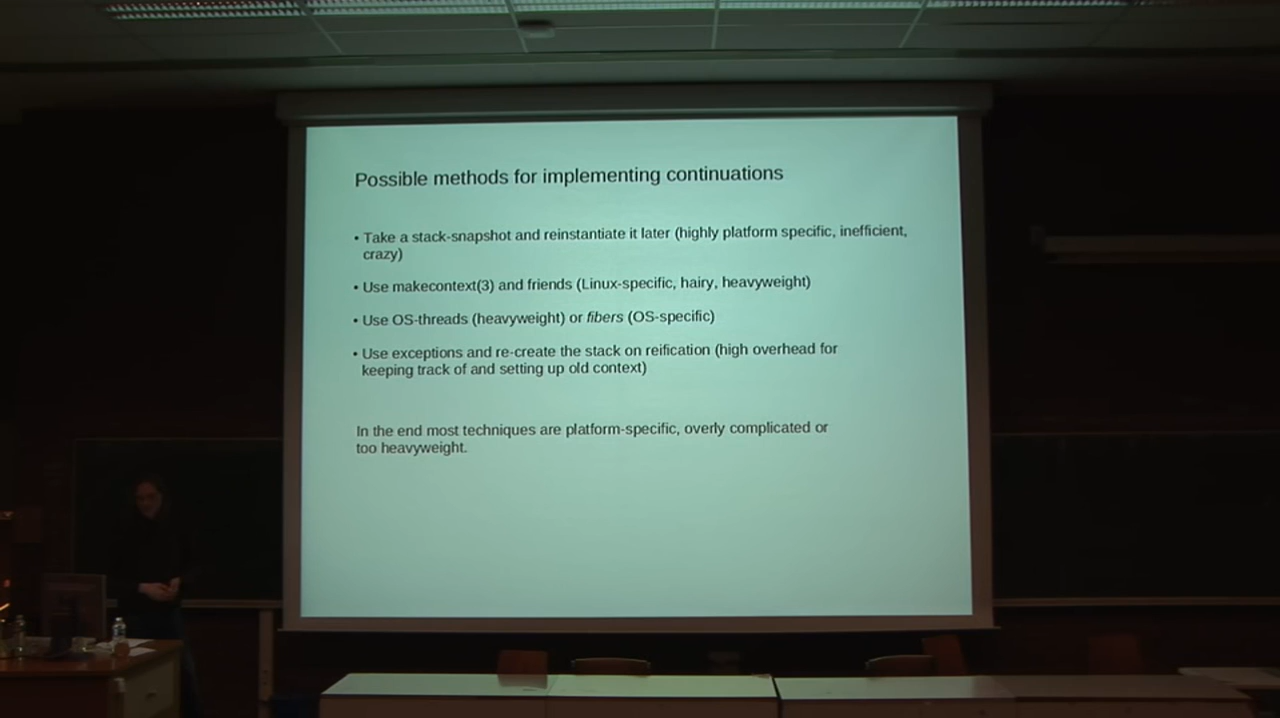 Possible methods for implementing continuations
• Take a stack-snapshot and reinstantiate it later (highly platform specific, inefficient,
crazy)
• Use makecontext(3) and friends (Linux-specific, hairy, heavyweight)
• Use OS-threads (heavyweight) or fibers (OS-specific)
• Use exceptions and re-create the stack on reification (high overhead for
keeping track of and setting up old context)
In the end most techniques are platform-specific, overly complicated or
too heavyweight.